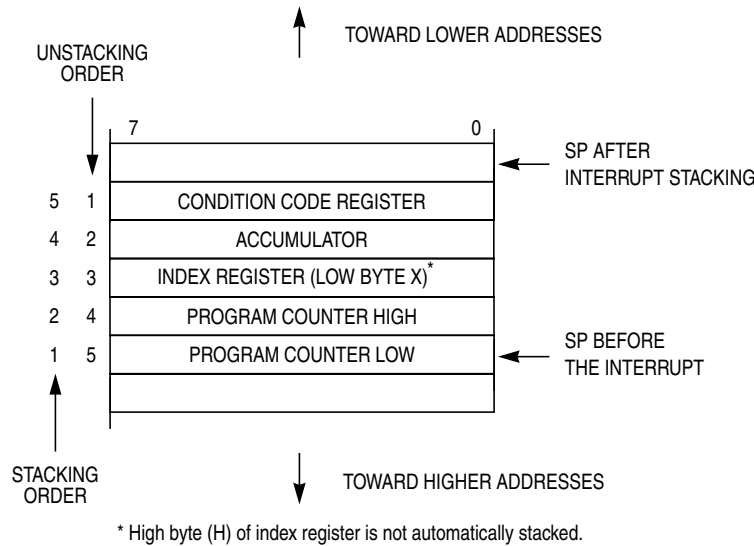 TOWARD LOWER ADDRESSES
UNSTACKING
ORDER
7 0
SP AFTER
INTERRUPT STACKING
5 1 CONDITION CODE REGISTER
4 2 ACCUMULATOR
3 3 INDEX REGISTER (LOW BYTE X)*
2 4 PROGRAM COUNTER HIGH
1 5 PROGRAM COUNTER LOW
SP BEFORE
THE INTERRUPT
STACKING
ORDER
TOWARD HIGHER ADDRESSES
* High byte (H) of index register is not automatically stacked.